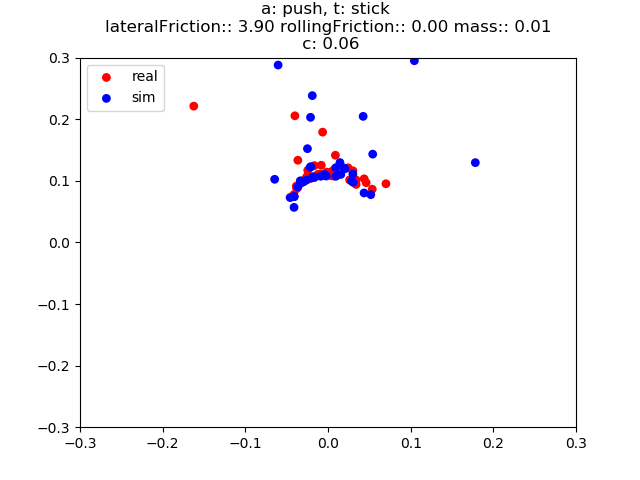 a: push, t: stick
lateralFriction:: 3.90 rollingFriction:: 0.00 mass:: 0.01
c: 0.06
real
sim
0.3
0.2
0.1
0.0
−0.1
−0.2
−0.3
−0.3 −0.2 −0.1 0.0 0.1 0.2 0.3